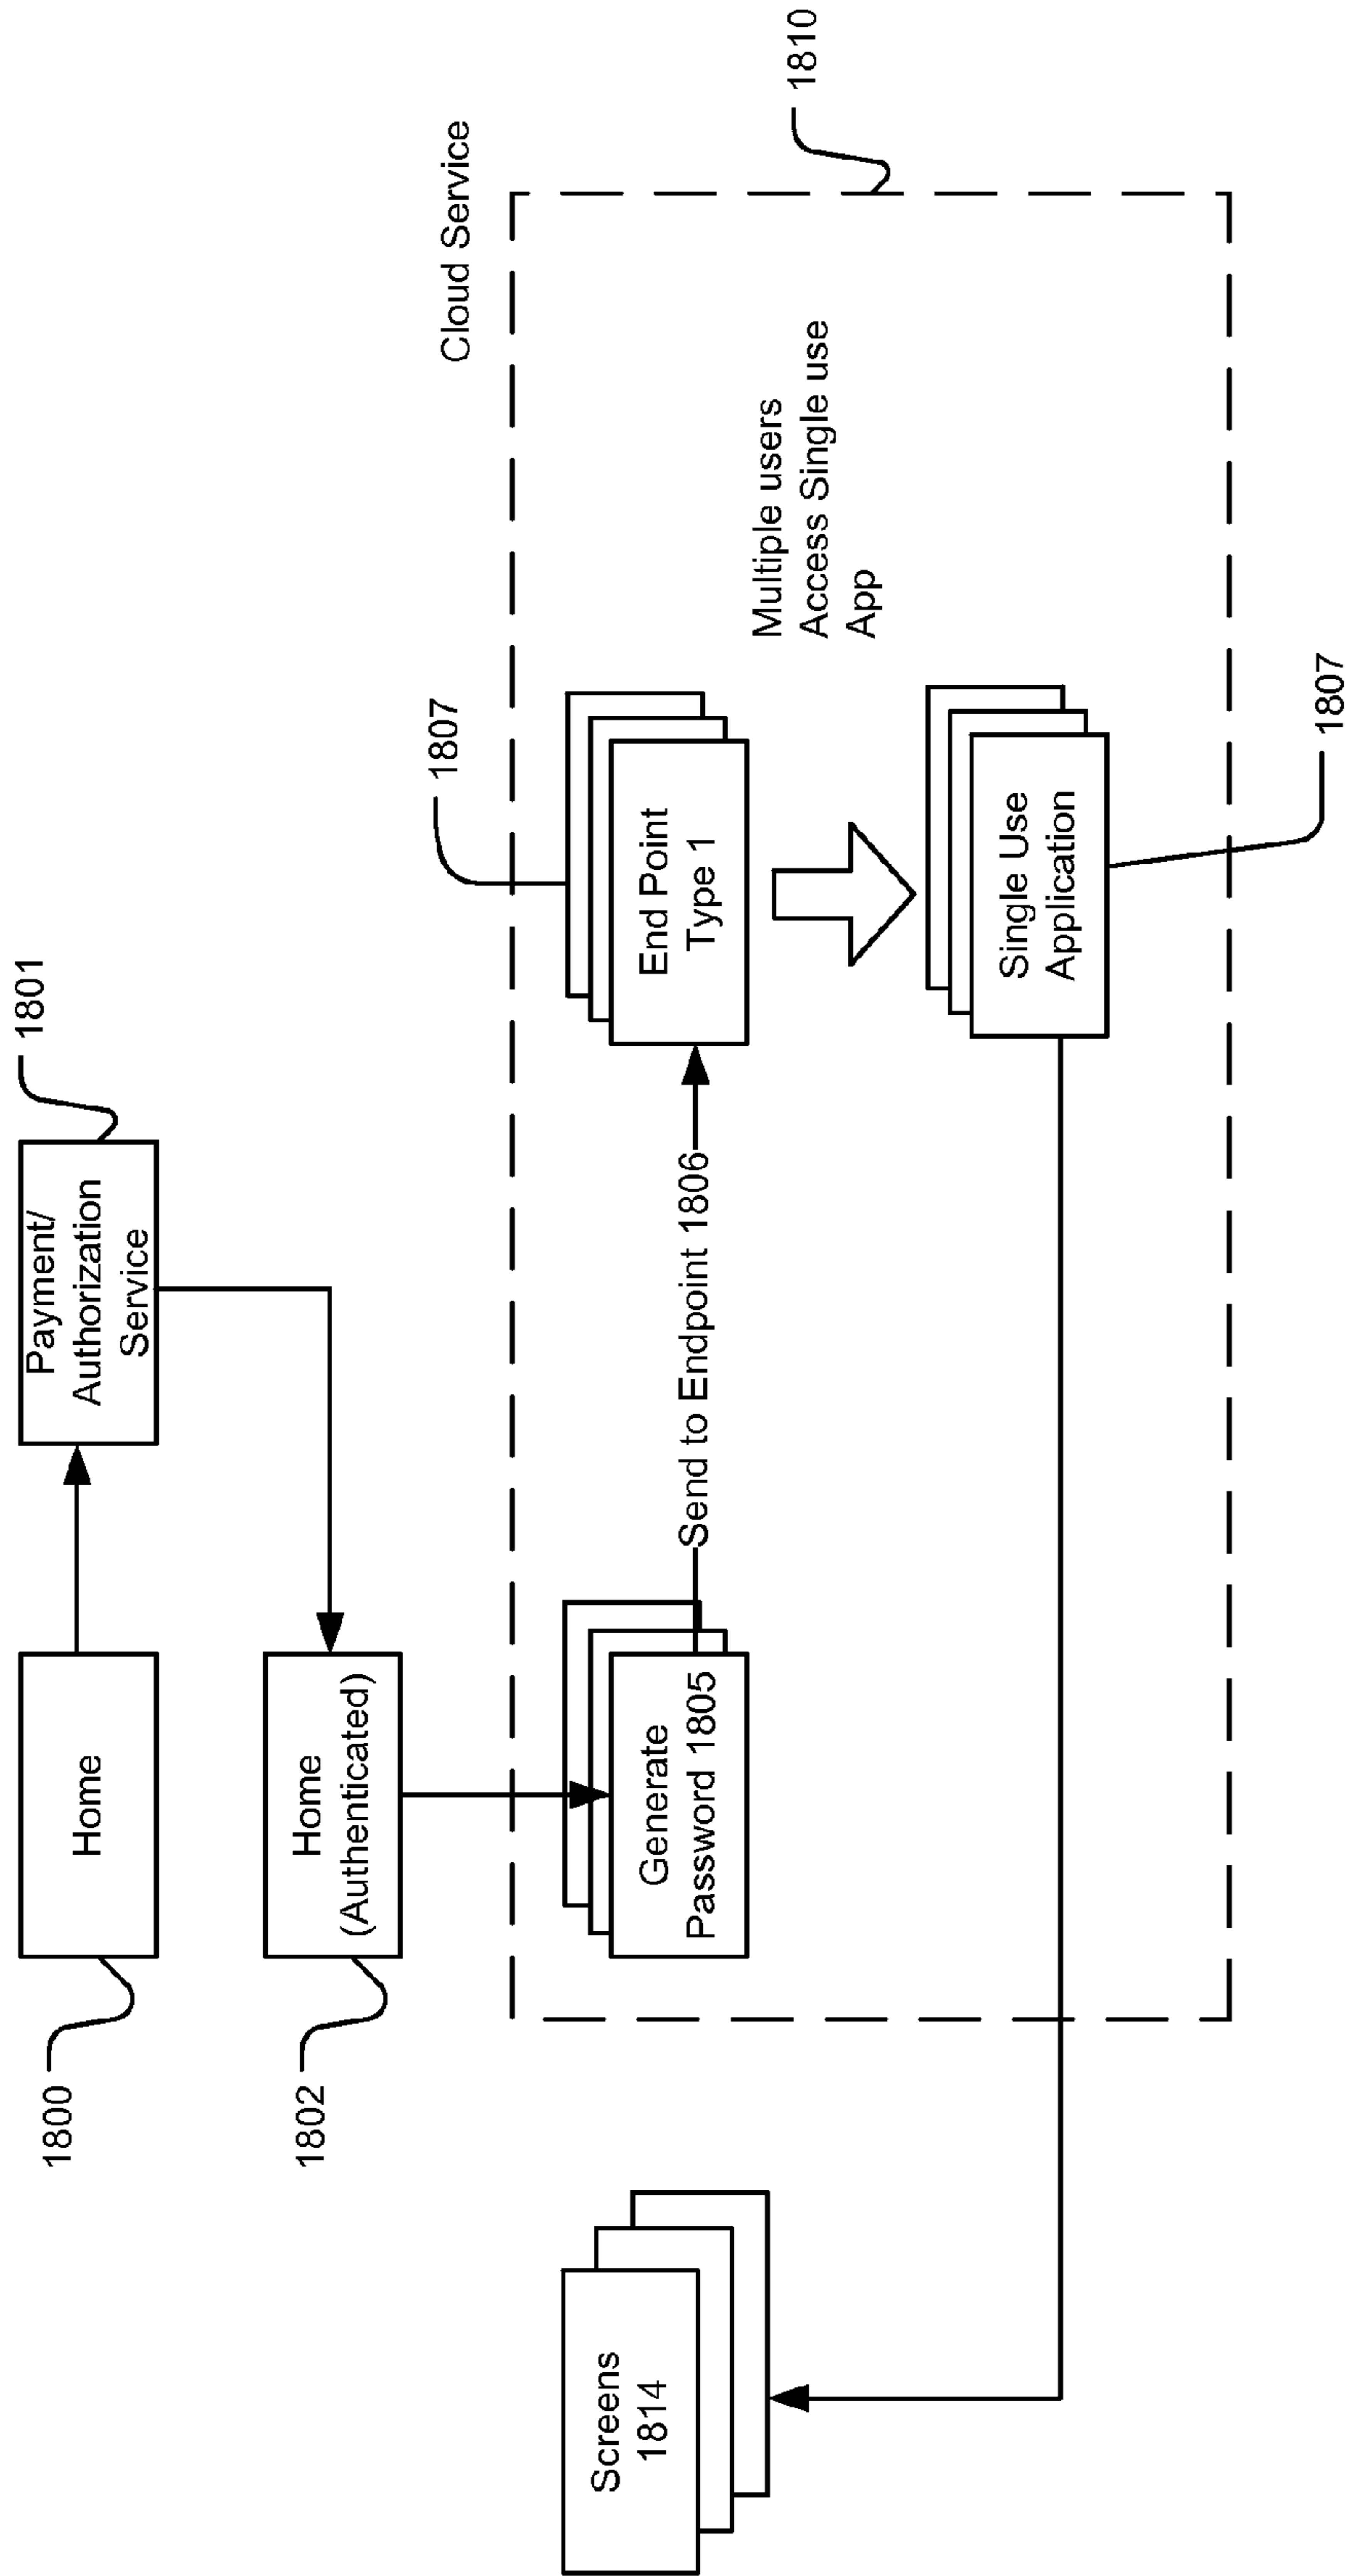 1800
Home
Payment/
Authorization
Service
1801
1802
Home
(Authenticated)
Cloud Service
1810
Screens
1814
Generate
Password 1805
Send to Endpoint 1806
End Point
Type 1
1807
Multiple users
Access Single use
App
Single Use
Application
1807